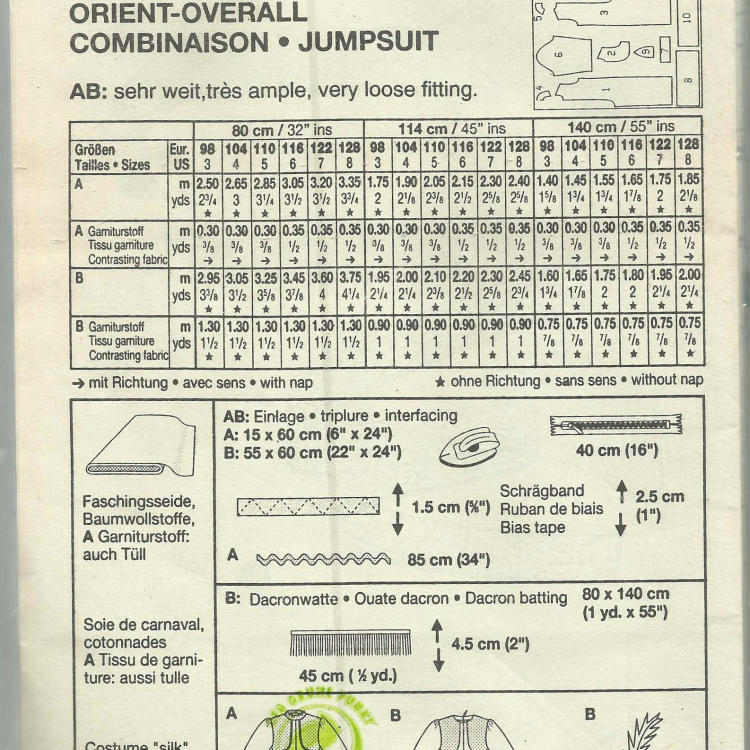 ORIENT-OVERALL
COMBINAISON • JUMPSUIT
AB: sehr weit,très ample, very loose fitting.
5
3
10
6
2
9
7
4
1
8
80 cm / 32" ins 114 cm / 45" ins 140 cm / 55" ins
Größen Eur. 98 104 110 116 122 128 98 104 110 116 122 128 98 104 110 116 122 128
Tailles • Sizes US 3 4 5 6 7 8 3 4 5 6 7 8 3 4 5 6 7 8
A m 2.50 2.65 2.85 3.05 3.20 3.35 1.75 1.90 2.05 2.15 2.30 2.40 1.40 1.45 1.55 1.65 1.75 1.85
yds 2¾ 3 3¼ 3½ 3½ 3¾ 2 2⅛ 2⅜ 2½ 2⅝ 2⅝ 1⅝ 1¾ 1¾ 1⅞ 2 2⅛
★ ★ ★ ★ ★ ★ ★ ★ ★ ★ ★ ★ ★ ★ ★ ★ ★ ★
A Garniturstoff m 0.30 0.30 0.30 0.35 0.35 0.35 0.30 0.30 0.30 0.35 0.35 0.35 0.30 0.30 0.30 0.35 0.35 0.35
Tissu garniture yds ⅜ ⅜ ⅜ ½ ½ ½ ⅜ ⅜ ⅜ ½ ½ ½ ⅜ ⅜ ⅜ ½ ½ ½
Contrasting fabric → → → → → → → → → → → → → → → → → →
B m 2.95 3.05 3.25 3.45 3.60 3.75 1.95 2.00 2.10 2.20 2.30 2.45 1.60 1.65 1.75 1.80 1.95 2.00
yds 3⅜ 3½ 3⅝ 3⅞ 4 4¼ 2¼ 2¼ 2⅜ 2½ 2⅝ 2¾ 1¾ 1⅞ 2 2 2¼ 2¼
★ ★ ★ ★ ★ ★ ★ ★ ★ ★ ★ ★ ★ ★ ★ ★ ★ ★
B Garniturstoff m 1.30 1.30 1.30 1.30 1.30 1.30 0.90 0.90 0.90 0.90 0.90 0.90 0.75 0.75 0.75 0.75 0.75 0.75
Tissu garniture yds 1½ 1½ 1½ 1½ 1½ 1½ 1 1 1 1 1 1 ⅞ ⅞ ⅞ ⅞ ⅞ ⅞
Contrasting fabric ★ ★ ★ ★ ★ ★ ★ ★ ★ ★ ★ ★ ★ ★ ★ ★ ★ ★
→ mit Richtung • avec sens • with nap ★ ohne Richtung • sans sens • without nap
AB: Einlage • triplure • interfacing
A: 15 x 60 cm (6" x 24")
B: 55 x 60 cm (22" x 24")
40 cm (16")
1.5 cm (⅝")
Schrägband
Ruban de biais
Bias tape
2.5 cm
(1")
A 85 cm (34")
Faschingsseide,
Baumwollstoffe,
A Garniturstoff:
auch Tüll
B: Dacronwatte • Ouate dacron • Dacron batting 80 x 140 cm
(1 yd. x 55")
4.5 cm (2")
45 cm ( ½ yd.)
Soie de carnaval,
cotonnades
A Tissu de garni-
ture: aussi tulle
A B B
Costume "silk"